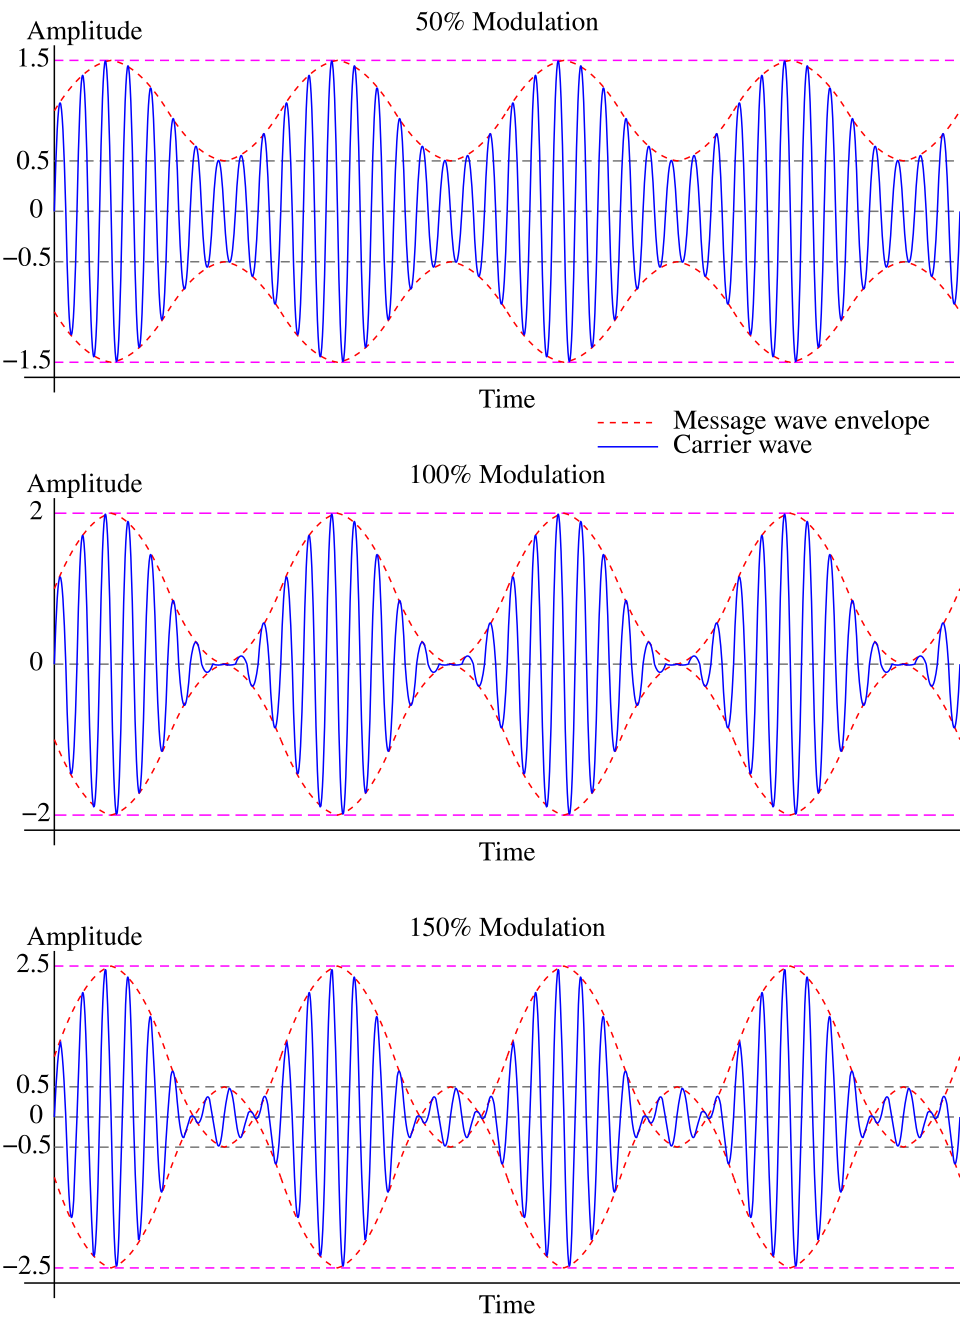 50% Modulation
Amplitude
1.5
0.5
0
−0.5
−1.5
Time
Message wave envelope
Carrier wave
100% Modulation
Amplitude
2
0
−2
Time
150% Modulation
Amplitude
2.5
0.5
0
−0.5
−2.5
Time